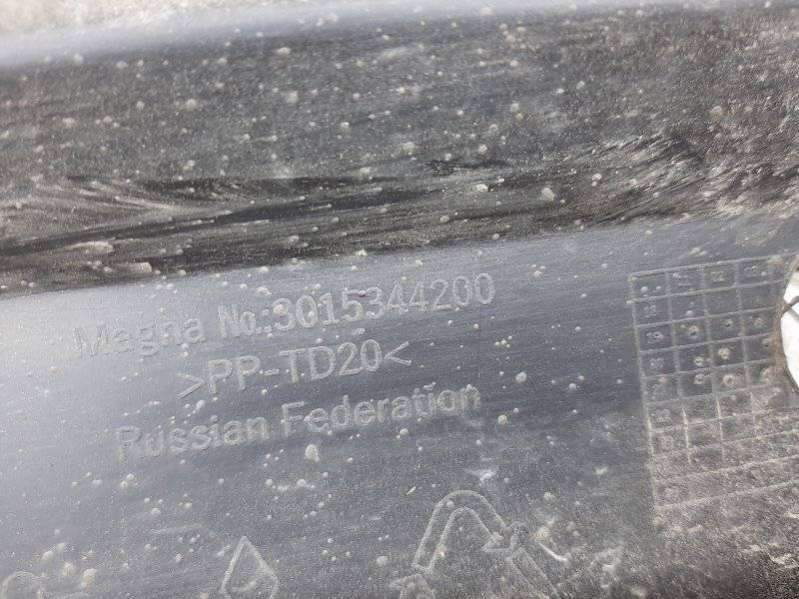 Magna No.:3015344200
>PP-TD20<
Russian Federation